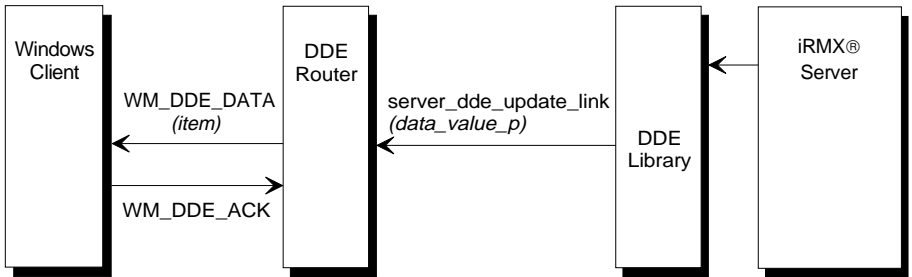 Windows
Client
DDE
Router
iRMX®
Server
WM_DDE_DATA
(item)
server_dde_update_link
(data_value_p)
DDE
Library
WM_DDE_ACK